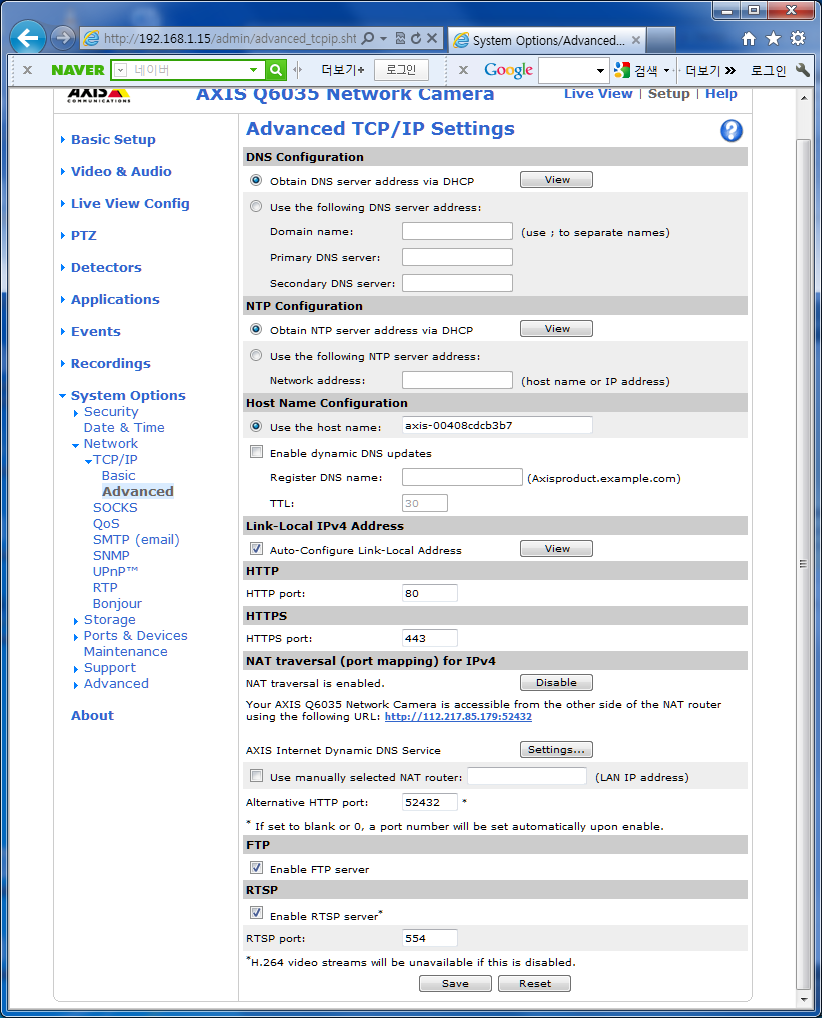 http://192.168.1.15/admin/advanced_tcpip.sht
System Options/Advanced...
NAVER 네이버 더보기+ 로그인 Google 검색 더보기 » 로그인
AXIS
COMMUNICATIONS
AXIS Q6035 Network Camera
Live View | Setup | Help
Basic Setup
Video & Audio
Live View Config
PTZ
Detectors
Applications
Events
Recordings
System Options
Security
Date & Time
Network
TCP/IP
Basic
Advanced
SOCKS
QoS
SMTP (email)
SNMP
UPnP™
RTP
Bonjour
Storage
Ports & Devices
Maintenance
Support
Advanced
About
Advanced TCP/IP Settings
DNS Configuration
Obtain DNS server address via DHCP View
Use the following DNS server address:
Domain name: (use ; to separate names)
Primary DNS server:
Secondary DNS server:
NTP Configuration
Obtain NTP server address via DHCP View
Use the following NTP server address:
Network address: (host name or IP address)
Host Name Configuration
Use the host name: axis-00408cdcb3b7
Enable dynamic DNS updates
Register DNS name: (Axisproduct.example.com)
TTL: 30
Link-Local IPv4 Address
Auto-Configure Link-Local Address View
HTTP
HTTP port: 80
HTTPS
HTTPS port: 443
NAT traversal (port mapping) for IPv4
NAT traversal is enabled. Disable
Your AXIS Q6035 Network Camera is accessible from the other side of the NAT router
using the following URL: http://112.217.85.179:52432
AXIS Internet Dynamic DNS Service Settings...
Use manually selected NAT router: (LAN IP address)
Alternative HTTP port: 52432 *
* If set to blank or 0, a port number will be set automatically upon enable.
FTP
Enable FTP server
RTSP
Enable RTSP server*
RTSP port: 554
*H.264 video streams will be unavailable if this is disabled.
Save Reset